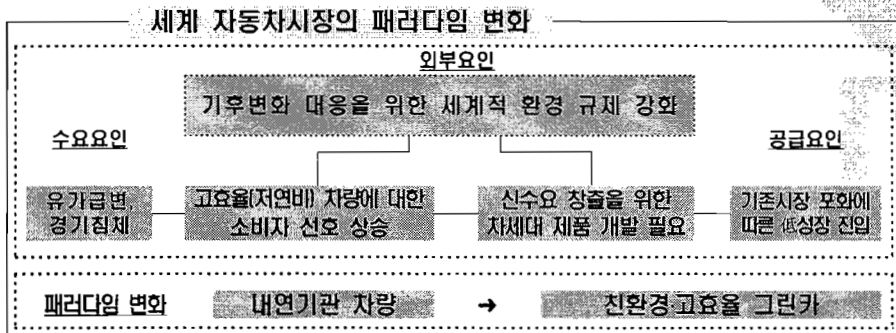 세계 자동차시장의 패러다임 변화
외부요인
기후변화 대응을 위한 세계적 환경 규제 강화
수요요인
공급요인
유가급변,
경기침체
고효율(저연비) 차량에 대한
소비자 선호 상승
신수요 창출을 위한
차세대 제품 개발 필요
기존시장 포화에
따른 低성장 진입
패러다임 변화 내연기관 차량 → 친환경·고효율 그린카